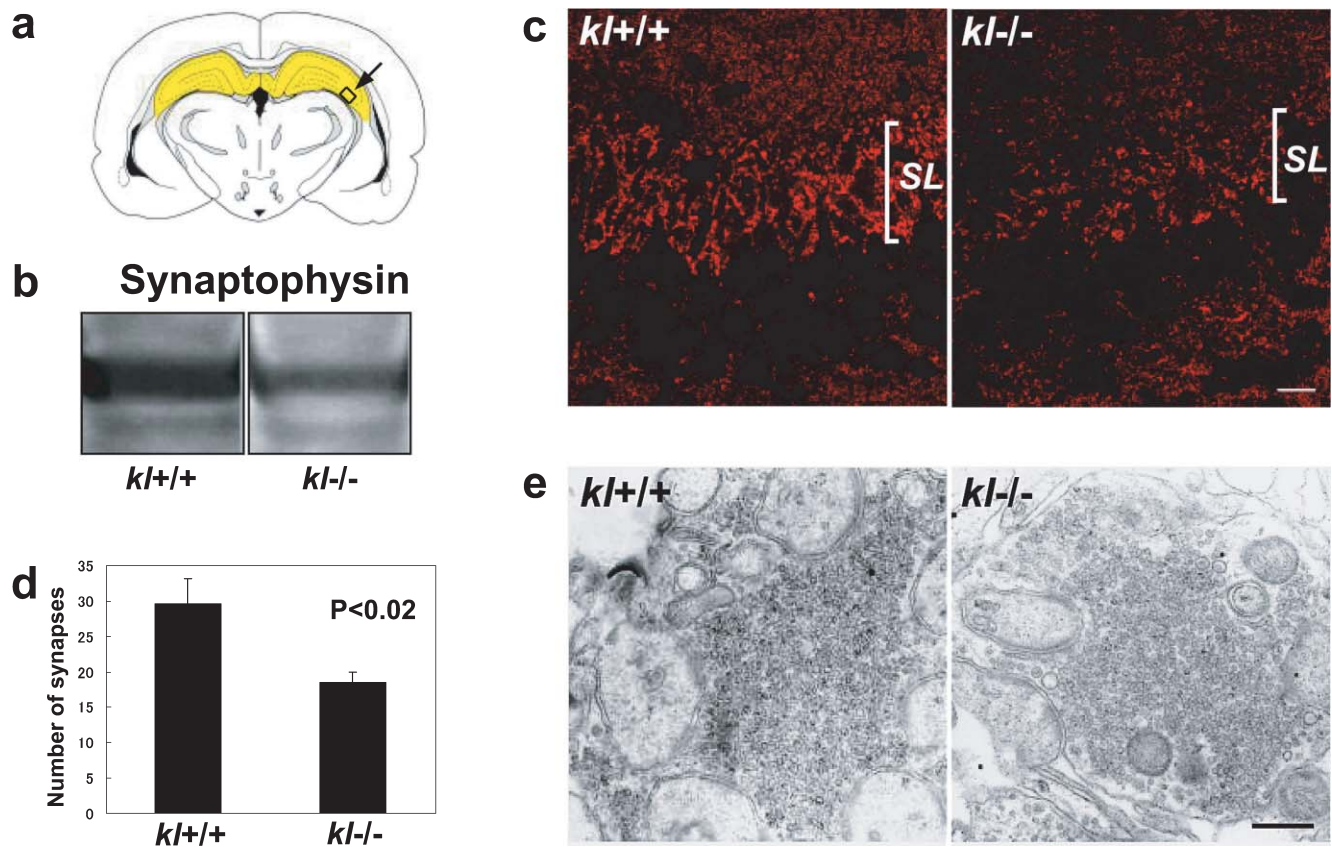 a
b
Synaptophysin
kl+/+
kl-/-
c
kl+/+
kl-/-
SL
SL
d
Number of synapses
35
30
25
20
15
10
5
0
P<0.02
kl+/+
kl-/-
e
kl+/+
kl-/-